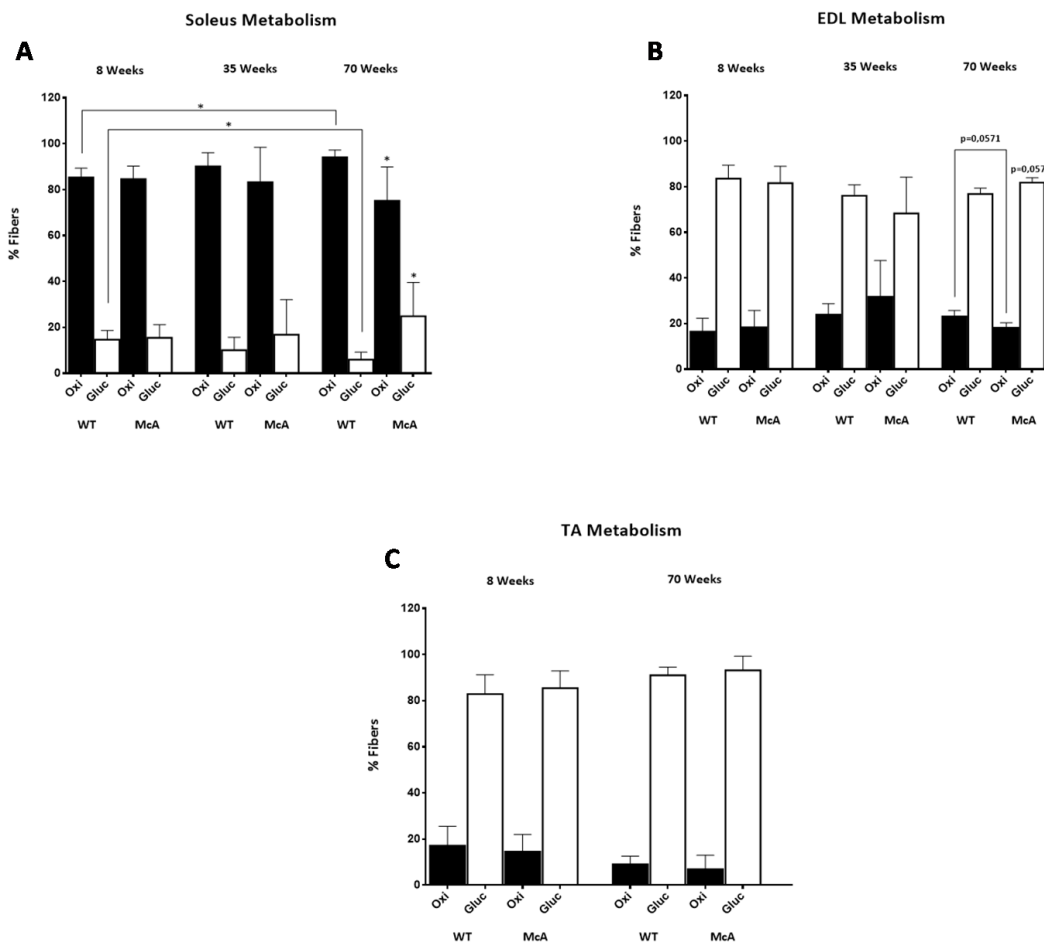 Soleus Metabolism
A
8 Weeks 35 Weeks 70 Weeks
% Fibers
120
100
80
60
40
20
0
*
*
*
*
Oxi Gluc Oxi Gluc Oxi Gluc Oxi Gluc Oxi Gluc Oxi Gluc
WT McA WT McA WT McA
EDL Metabolism
B
8 Weeks 35 Weeks 70 Weeks
% Fibers
120
100
80
60
40
20
0
p=0,0571
p=0,057
Oxi Gluc Oxi Gluc Oxi Gluc Oxi Gluc Oxi Gluc Oxi Gluc
WT McA WT McA WT McA
TA Metabolism
C
8 Weeks 70 Weeks
% Fibers
120
100
80
60
40
20
0
Oxi Gluc Oxi Gluc Oxi Gluc Oxi Gluc
WT McA WT McA